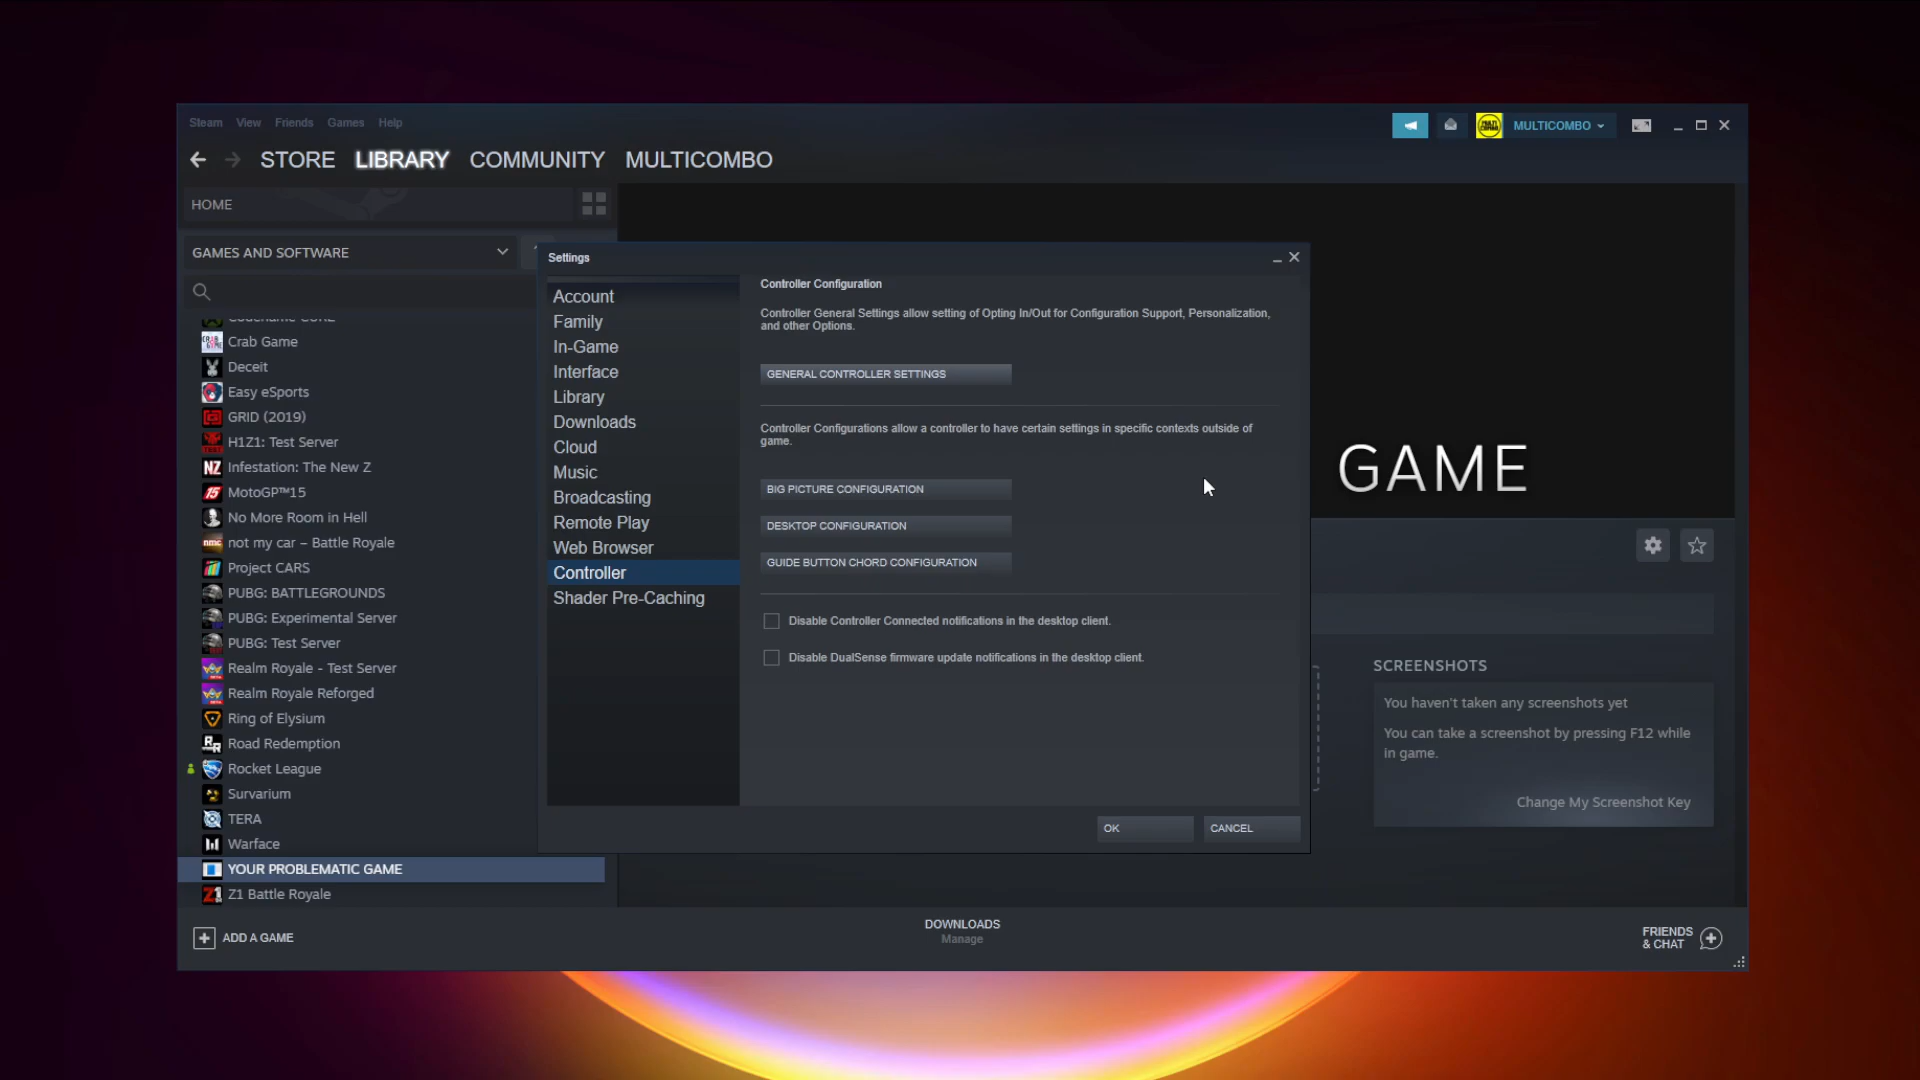 Steam View Friends Games Help
MULTICOMBO
STORE LIBRARY COMMUNITY MULTICOMBO
HOME
GAMES AND SOFTWARE
Crab Game
Deceit
Easy eSports
GRID (2019)
H1Z1: Test Server
Infestation: The New Z
MotoGP™15
No More Room in Hell
not my car – Battle Royale
Project CARS
PUBG: BATTLEGROUNDS
PUBG: Experimental Server
PUBG: Test Server
Realm Royale - Test Server
Realm Royale Reforged
Ring of Elysium
Road Redemption
Rocket League
Survarium
TERA
Warface
YOUR PROBLEMATIC GAME
Z1 Battle Royale
Settings
Account
Family
In-Game
Interface
Library
Downloads
Cloud
Music
Broadcasting
Remote Play
Web Browser
Controller
Shader Pre-Caching
Controller Configuration
Controller General Settings allow setting of Opting In/Out for Configuration Support, Personalization,
and other Options.
GENERAL CONTROLLER SETTINGS
Controller Configurations allow a controller to have certain settings in specific contexts outside of
game.
BIG PICTURE CONFIGURATION
DESKTOP CONFIGURATION
GUIDE BUTTON CHORD CONFIGURATION
Disable Controller Connected notifications in the desktop client.
Disable DualSense firmware update notifications in the desktop client.
OK CANCEL
GAME
SCREENSHOTS
You haven't taken any screenshots yet
You can take a screenshot by pressing F12 while
in game.
Change My Screenshot Key
ADD A GAME
DOWNLOADS
Manage
FRIENDS
& CHAT